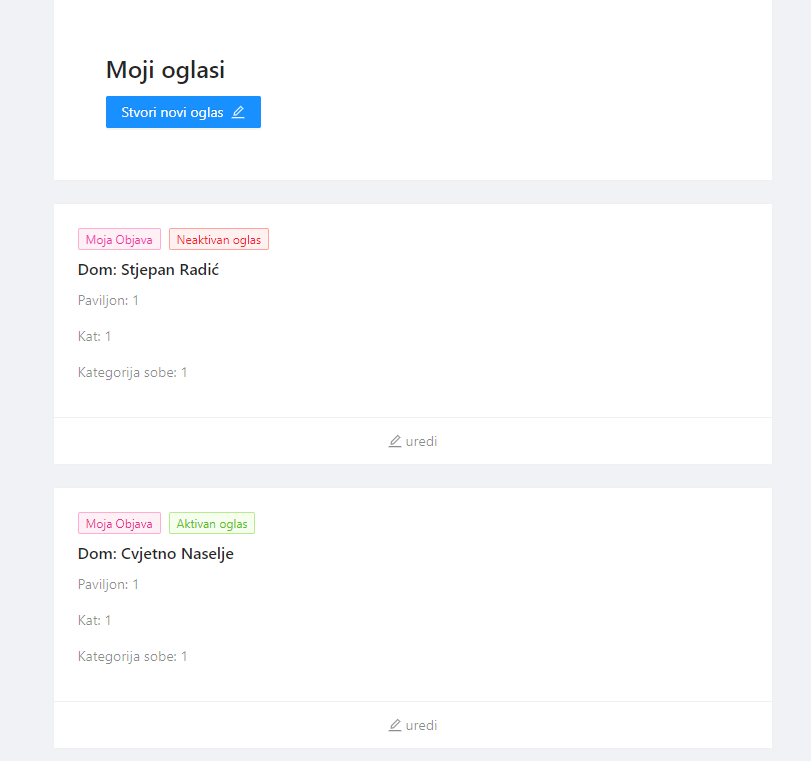 Moji oglasi
Stvori novi oglas
Moja Objava Neaktivan oglas
Dom: Stjepan Radić
Paviljon: 1
Kat: 1
Kategorija sobe: 1
uredi
Moja Objava Aktivan oglas
Dom: Cvjetno Naselje
Paviljon: 1
Kat: 1
Kategorija sobe: 1
uredi